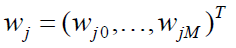 w_j = (w_{j0},...,w_{jM})^T